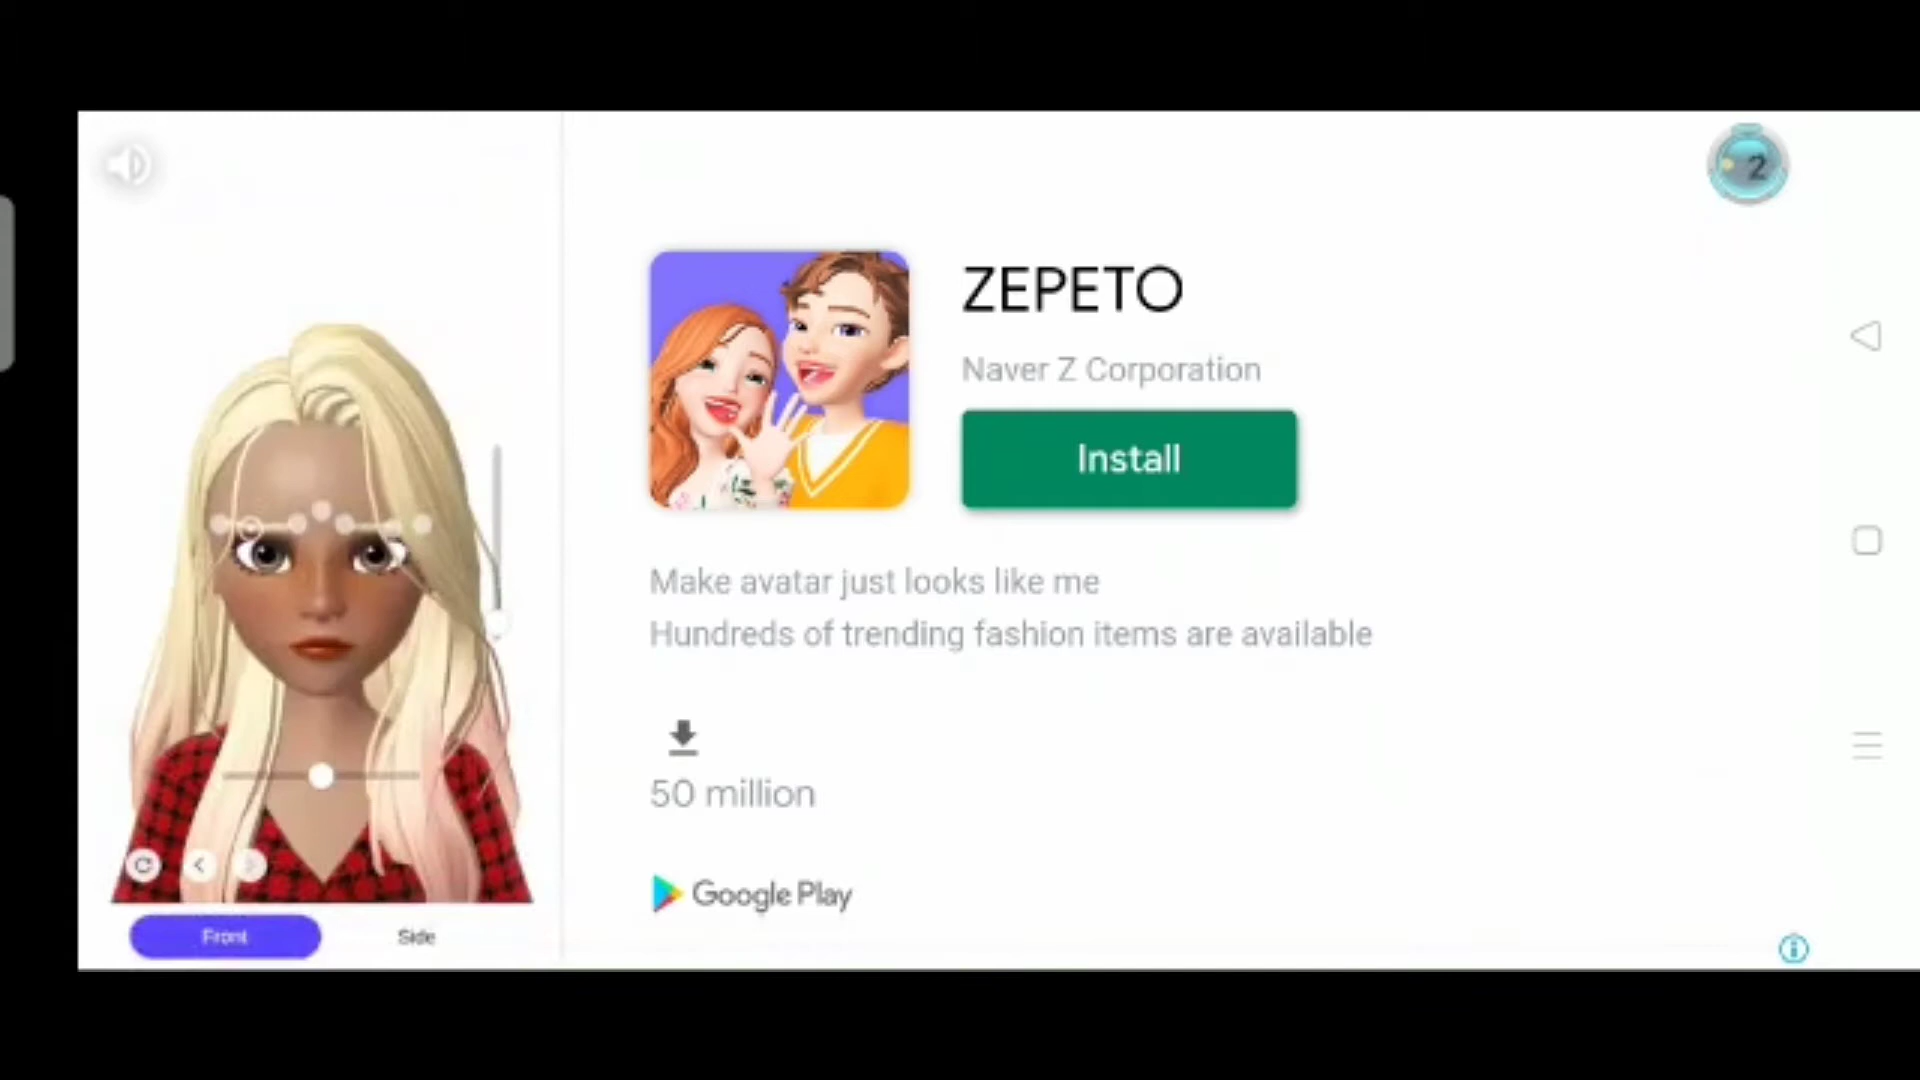 2
ZEPETO
Naver Z Corporation
Install
Make avatar just looks like me
Hundreds of trending fashion items are available
50 million
Google Play
Front
Side